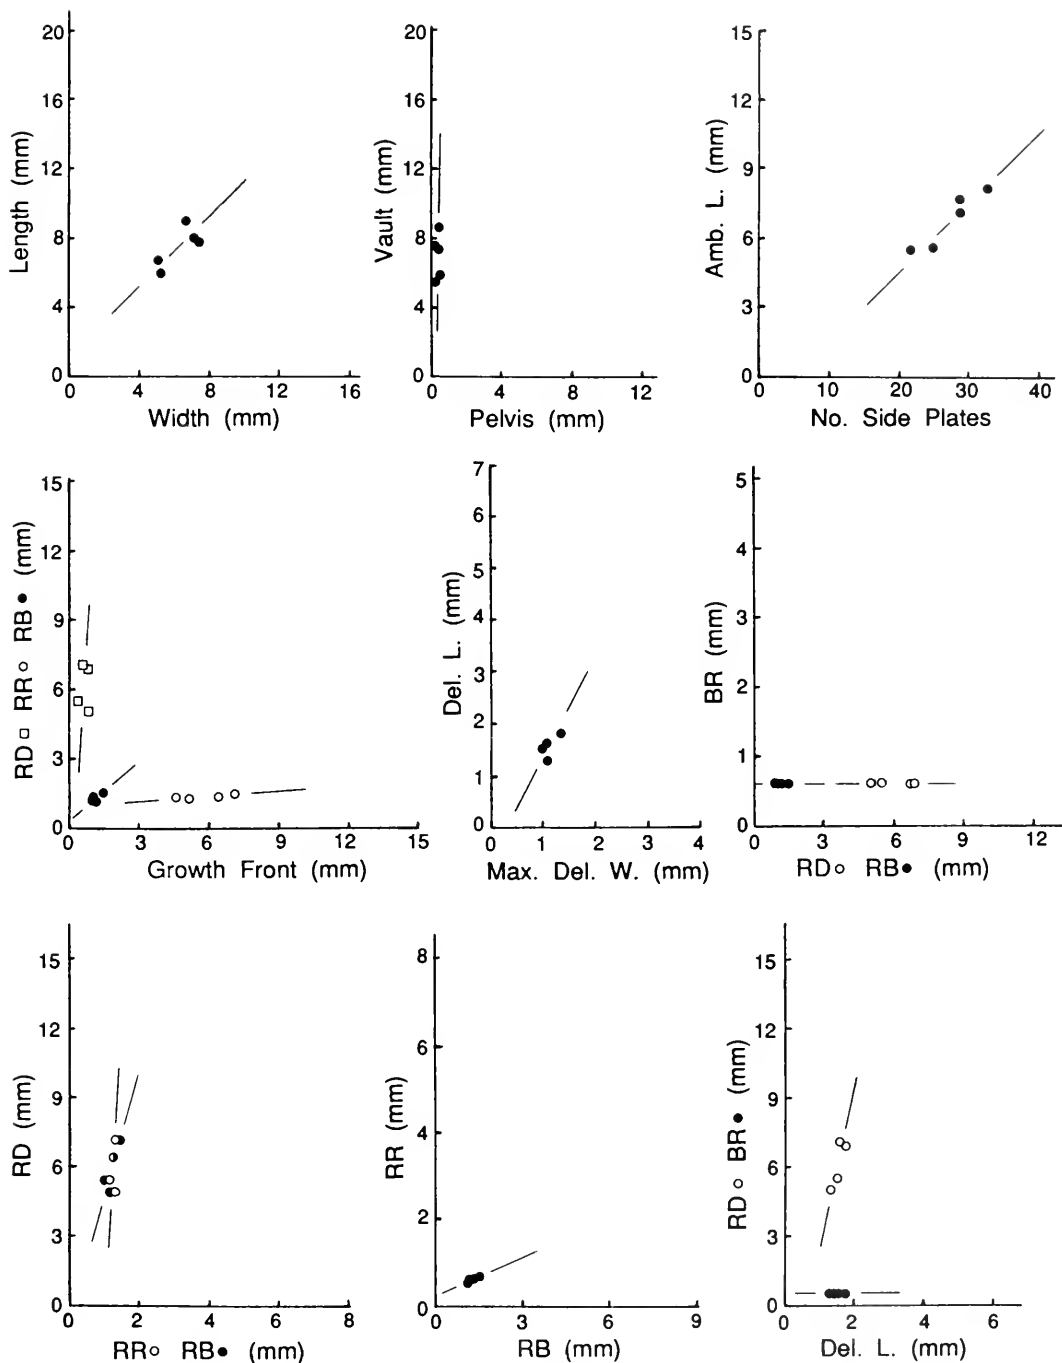 20
16
12
8
4
0
Length (mm)
0 4 8 12 16
Width (mm)
20
16
12
8
4
0
Vault (mm)
0 4 8 12
Pelvis (mm)
15
12
9
6
3
0
Amb. L. (mm)
0 10 20 30 40
No. Side Plates
15
12
9
6
3
0
RD□ RR○ RB● (mm)
0 3 6 9 12 15
Growth Front (mm)
7
6
5
4
3
2
1
0
Del. L. (mm)
0 1 2 3 4
Max. Del. W. (mm)
5
4
3
2
1
0
BR (mm)
0 3 6 9 12
RD○ RB● (mm)
15
12
9
6
3
0
RD (mm)
0 2 4 6 8
RR○ RB● (mm)
8
6
4
2
0
RR (mm)
0 3 6 9
RB (mm)
15
12
9
6
3
0
RD○ BR● (mm)
0 2 4 6
Del. L. (mm)